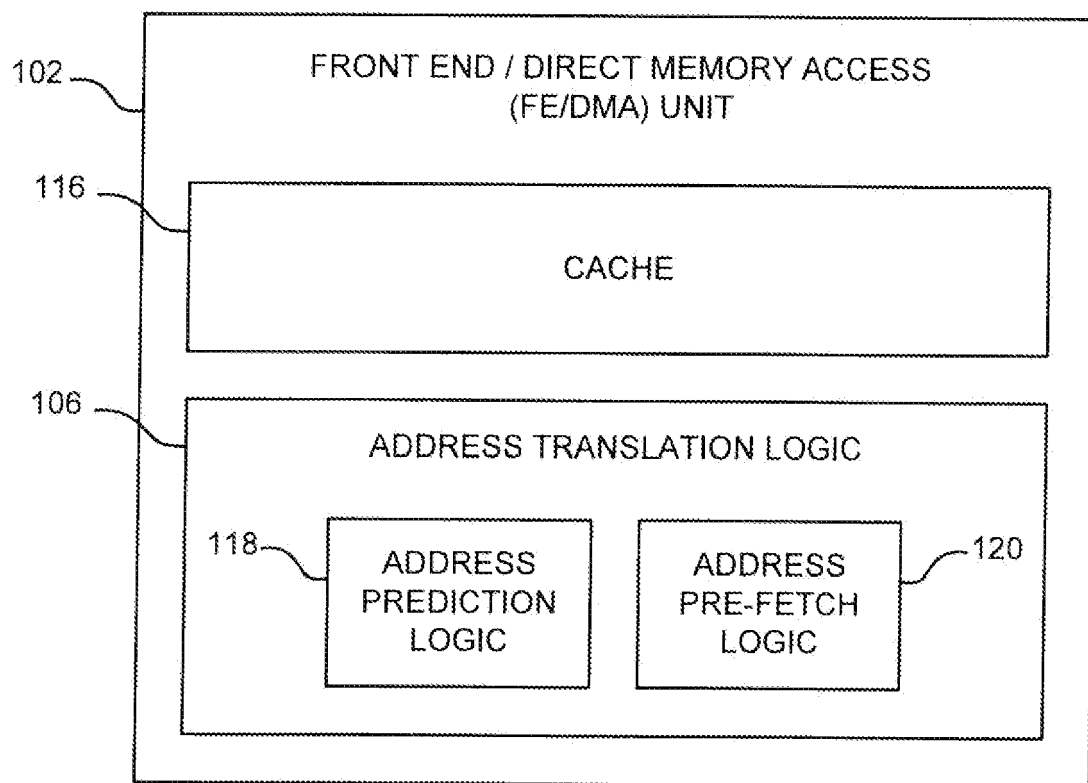 102
FRONT END / DIRECT MEMORY ACCESS
(FE/DMA) UNIT
116
CACHE
106
ADDRESS TRANSLATION LOGIC
118
ADDRESS
PREDICTION
LOGIC
ADDRESS
PRE-FETCH
LOGIC
120